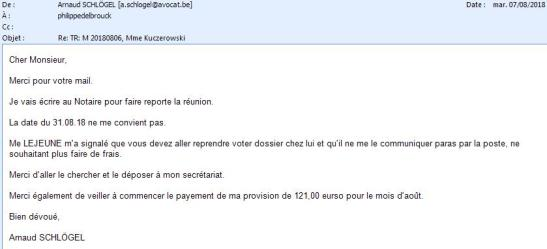 De : Arnaud SCHLÖGEL [a.schlogel@avocat.be] Date : mar. 07/08/2018
À : philippedelbrouck
Cc :
Objet : Re: TR: M 20180806, Mme Kuczerowski
Cher Monsieur,
Merci pour votre mail.
Je vais écrire au Notaire pour faire reporte la réunion.
La date du 31.08.18 ne me convient pas.
Me LEJEUNE m'a signalé que vous devez aller reprendre voter dossier chez lui et qu'il ne me le communiquer paras par la poste, ne
souhaitant plus faire de frais.
Merci d'aller le chercher et le déposer à mon secrétariat.
Merci également de veiller à commencer le payement de ma provision de 121,00 eurso pour le mois d'août.
Bien dévoué,
Arnaud SCHLÖGEL